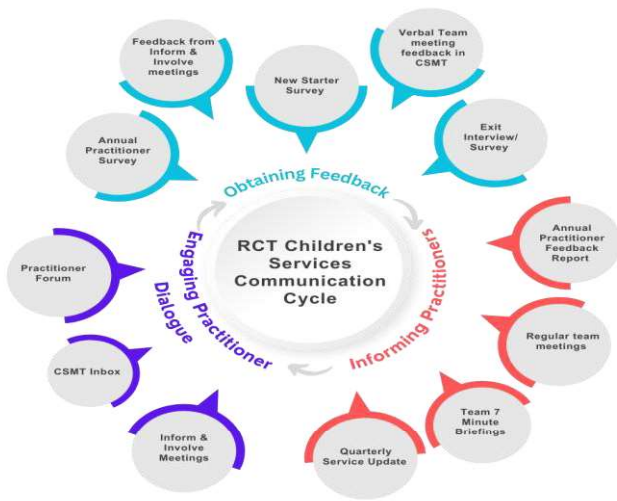 Feedback from
Inform &
Involve
meetings
New Starter
Survey
Verbal Team
meeting
feedback in
CSMT
Annual
Practitioner
Survey
Exit
Interview/
Survey
Obtaining Feedback
Practitioner
Forum
Engaging Practitioner
Dialogue
RCT Children's
Services
Communication
Cycle
Informing Practitioners
Annual
Practitioner
Feedback
Report
CSMT Inbox
Regular team
meetings
Inform &
Involve
Meetings
Quarterly
Service Update
Team 7
Minute
Briefings